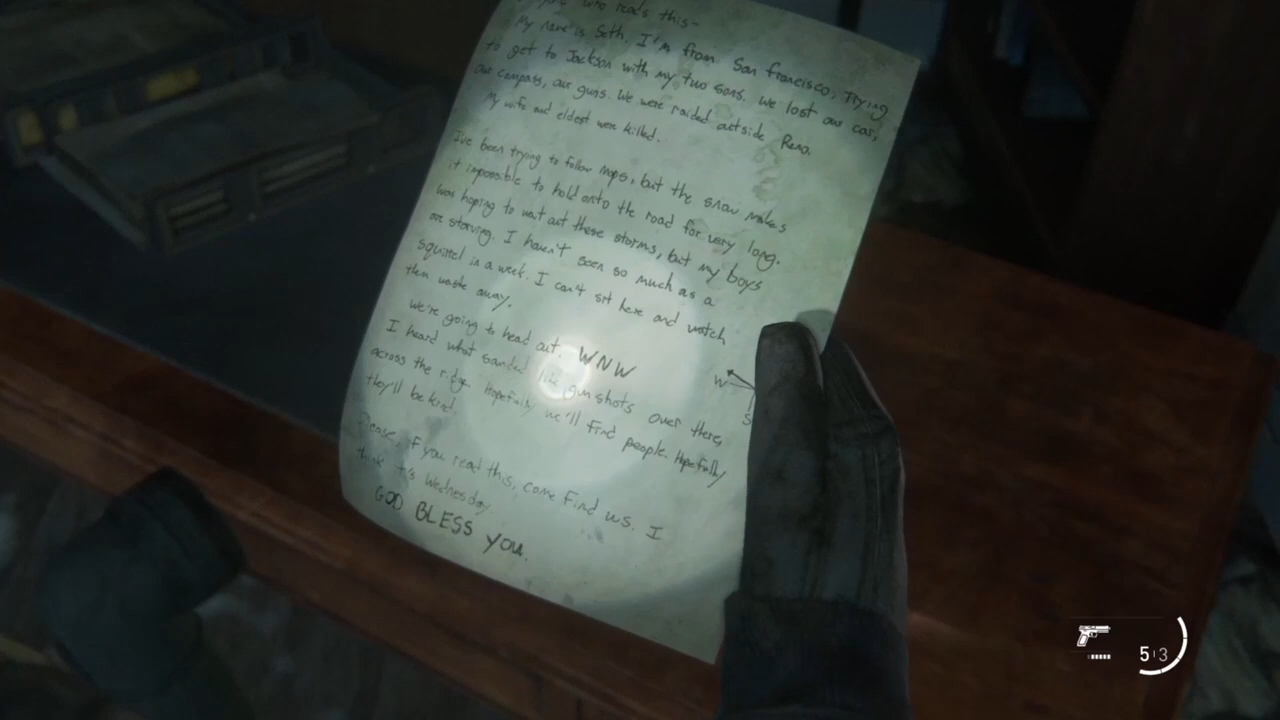 who reads this-
My name is Seth. I'm from San Francisco, trying
to get to Jackson with my two sons. We lost our car,
our compass, our guns. We were raided outside Reno.
My wife and eldest were killed.
I've been trying to follow maps, but the snow makes
it impossible to hold onto the road for very long.
Was hoping to wait out these storms, but my boys
are starving. I haven't seen so much as a
squirrel in a week. I can't sit here and watch
them waste away.
We're going to head out. WNW
I heard what sounded like gunshots over there,
across the ridge. Hopefully we'll find people. Hopefully
they'll be kind.
W
S
Please, if you read this, come find us. I
think it's Wednesday.
GOD BLESS YOU.
5 3